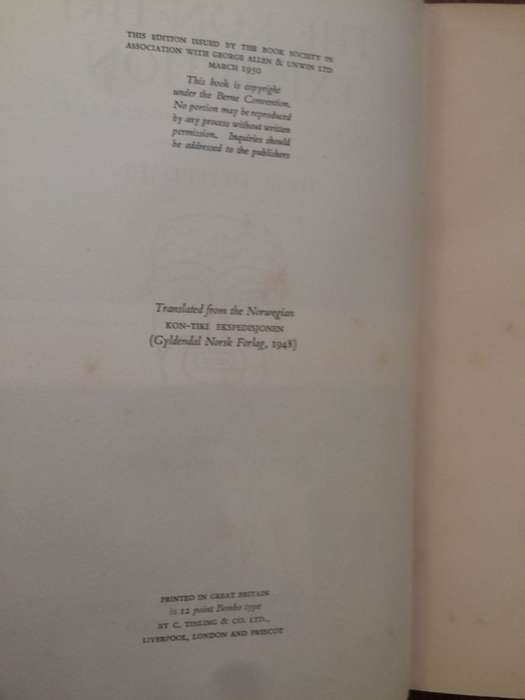 THIS EDITION ISSUED BY THE BOOK SOCIETY IN
ASSOCIATION WITH GEORGE ALLEN & UNWIN LTD
MARCH 1950
This book is copyright
under the Berne Convention.
No portion may be reproduced
by any process without written
permission. Inquiries should
be addressed to the publishers
Translated from the Norwegian
KON-TIKI EKSPEDISJONEN
(Gyldendal Norsk Forlag, 1948)
PRINTED IN GREAT BRITAIN
in 12 point Bembo type
BY C. TINLING & CO. LTD.,
LIVERPOOL, LONDON AND PRESCOT